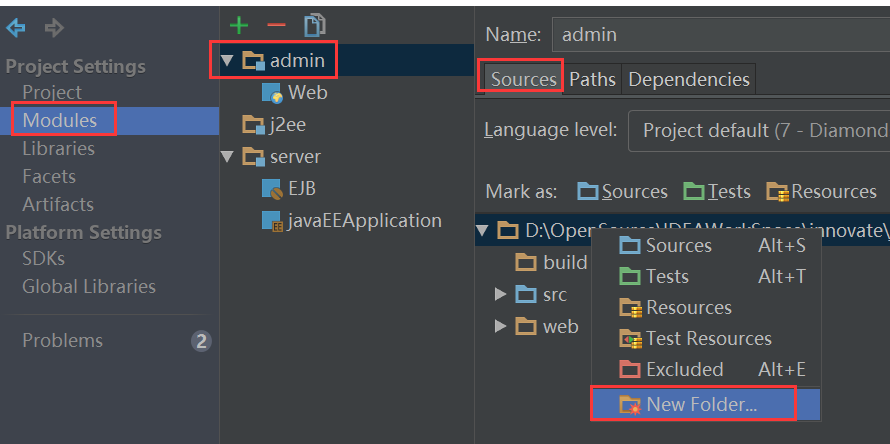 Project Settings
Project
Modules
Libraries
Facets
Artifacts
Platform Settings
SDKs
Global Libraries
Problems 2
admin
Web
j2ee
server
EJB
javaEEApplication
Name: admin
Sources Paths Dependencies
Language level: Project default (7 - Diamond
Mark as: Sources Tests Resources
D:\OpenSource\IDEAWorkSpace\innovate\
build
src
web
Sources Alt+S
Tests Alt+T
Resources
Test Resources
Excluded Alt+E
New Folder...